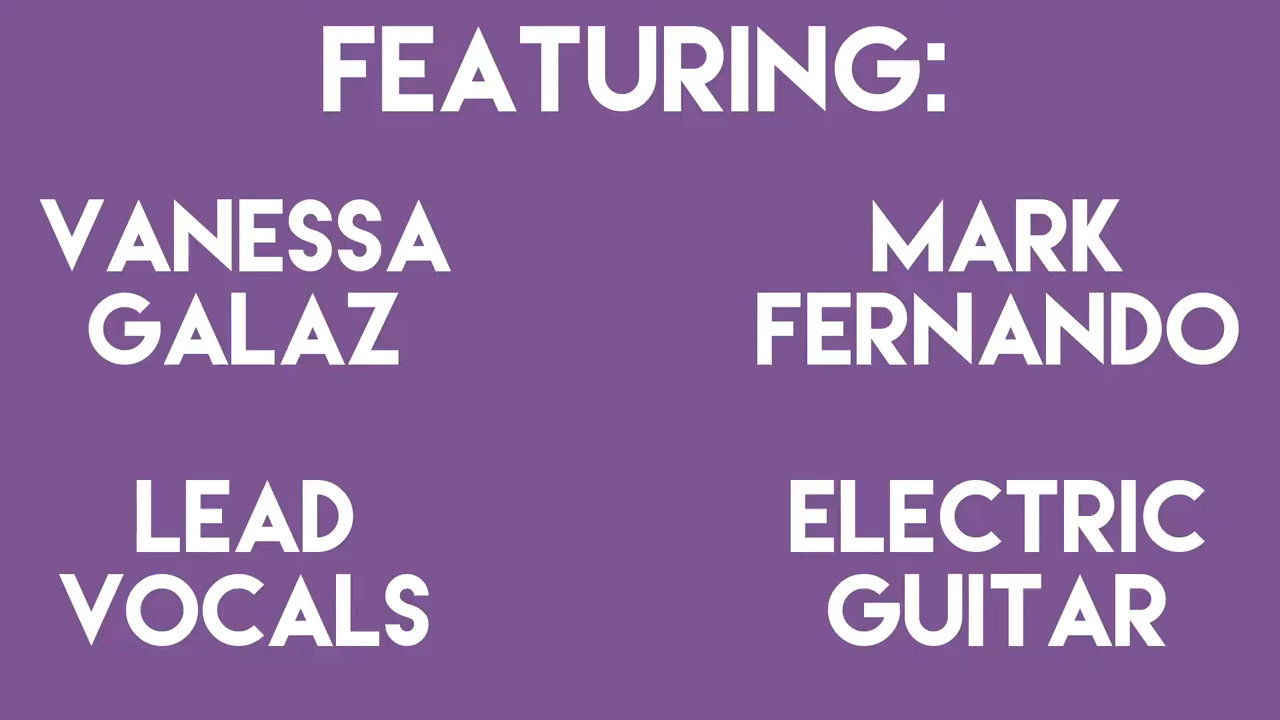 FEATURING:
VANESSA
GALAZ
MARK
FERNANDO
LEAD
VOCALS
ELECTRIC
GUITAR